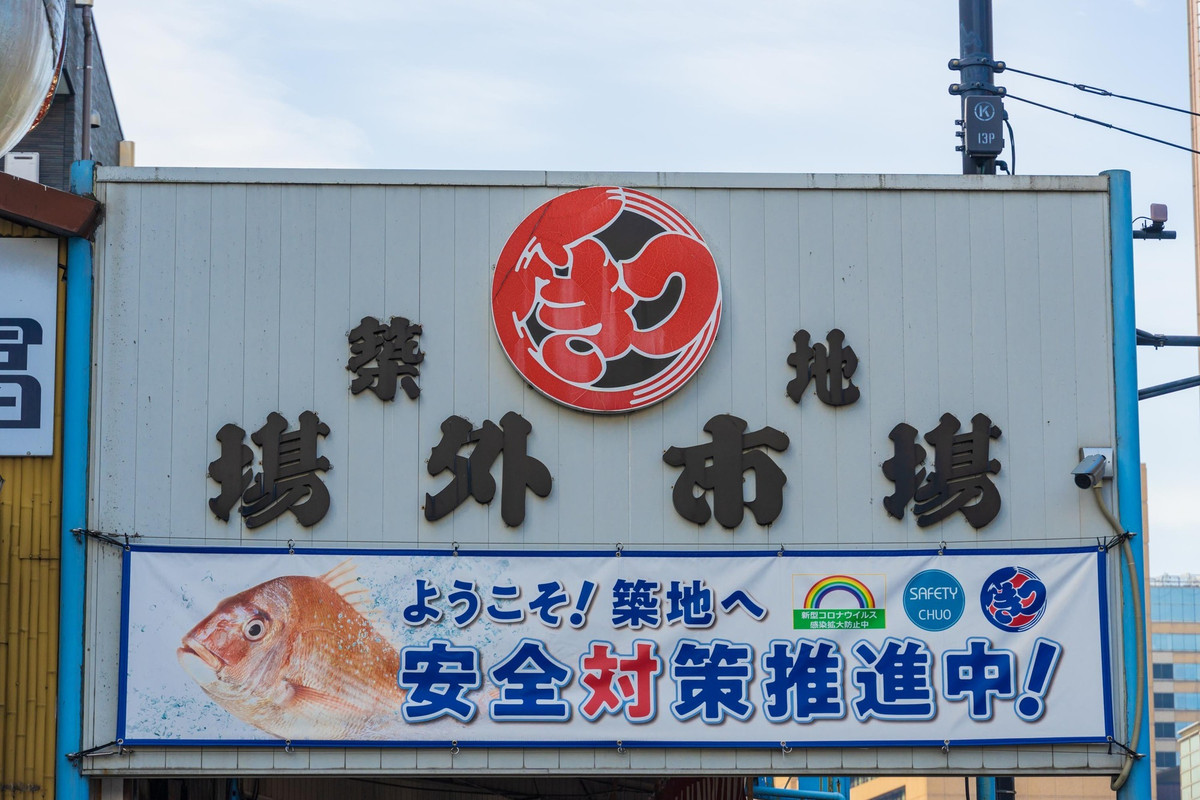 K
13P
築地
場外市場
富
ようこそ!築地へ
新型コロナウイルス
感染拡大防止中
SAFETY
CHUO
安全対策推進中!